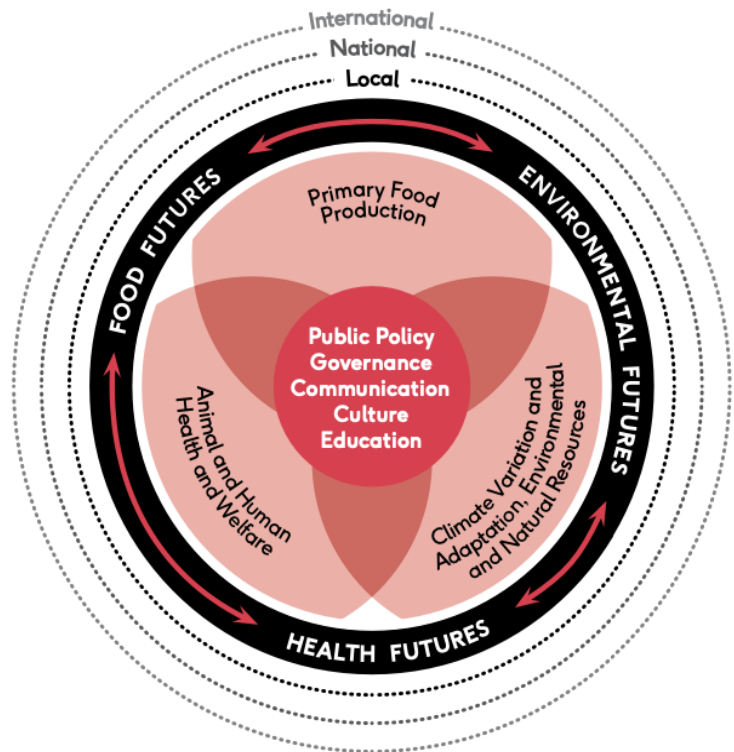 International
National
Local
FOOD FUTURES
ENVIRONMENTAL FUTURES
Primary Food
Production
Public Policy
Governance
Communication
Culture
Education
Animal and Human
Health and Welfare
Climate Variation and
Adaptation, Environmental
and Natural Resources
HEALTH FUTURES